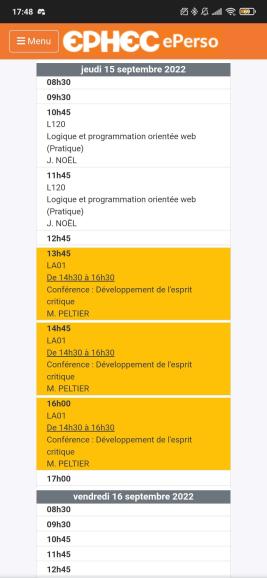 17:48
Menu EPHEC ePerso
jeudi 15 septembre 2022
08h30
09h30
10h45
L120
Logique et programmation orientée web
(Pratique)
J. NOËL
11h45
L120
Logique et programmation orientée web
(Pratique)
J. NOËL
12h45
13h45
LA01
De 14h30 à 16h30
Conférence : Développement de l'esprit
critique
M. PELTIER
14h45
LA01
De 14h30 à 16h30
Conférence : Développement de l'esprit
critique
M. PELTIER
16h00
LA01
De 14h30 à 16h30
Conférence : Développement de l'esprit
critique
M. PELTIER
17h00
vendredi 16 septembre 2022
08h30
09h30
10h45
11h45
12h45